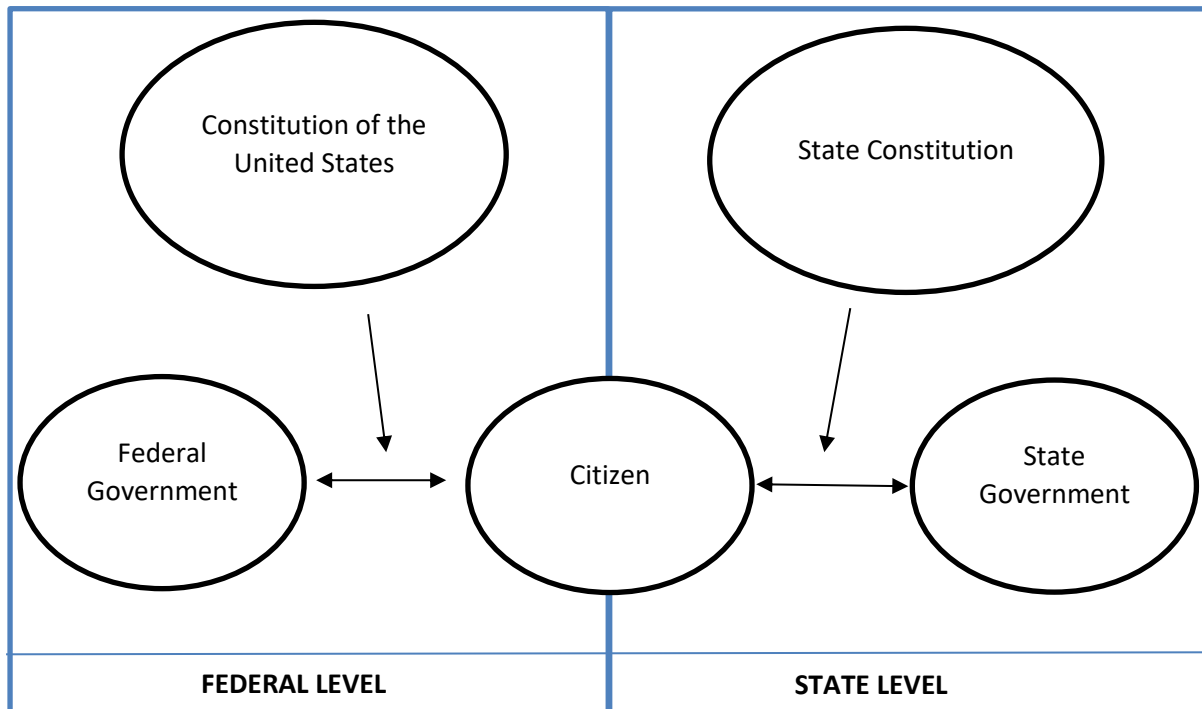 Constitution of the
United States
State Constitution
Federal
Government
Citizen
State
Government
FEDERAL LEVEL
STATE LEVEL